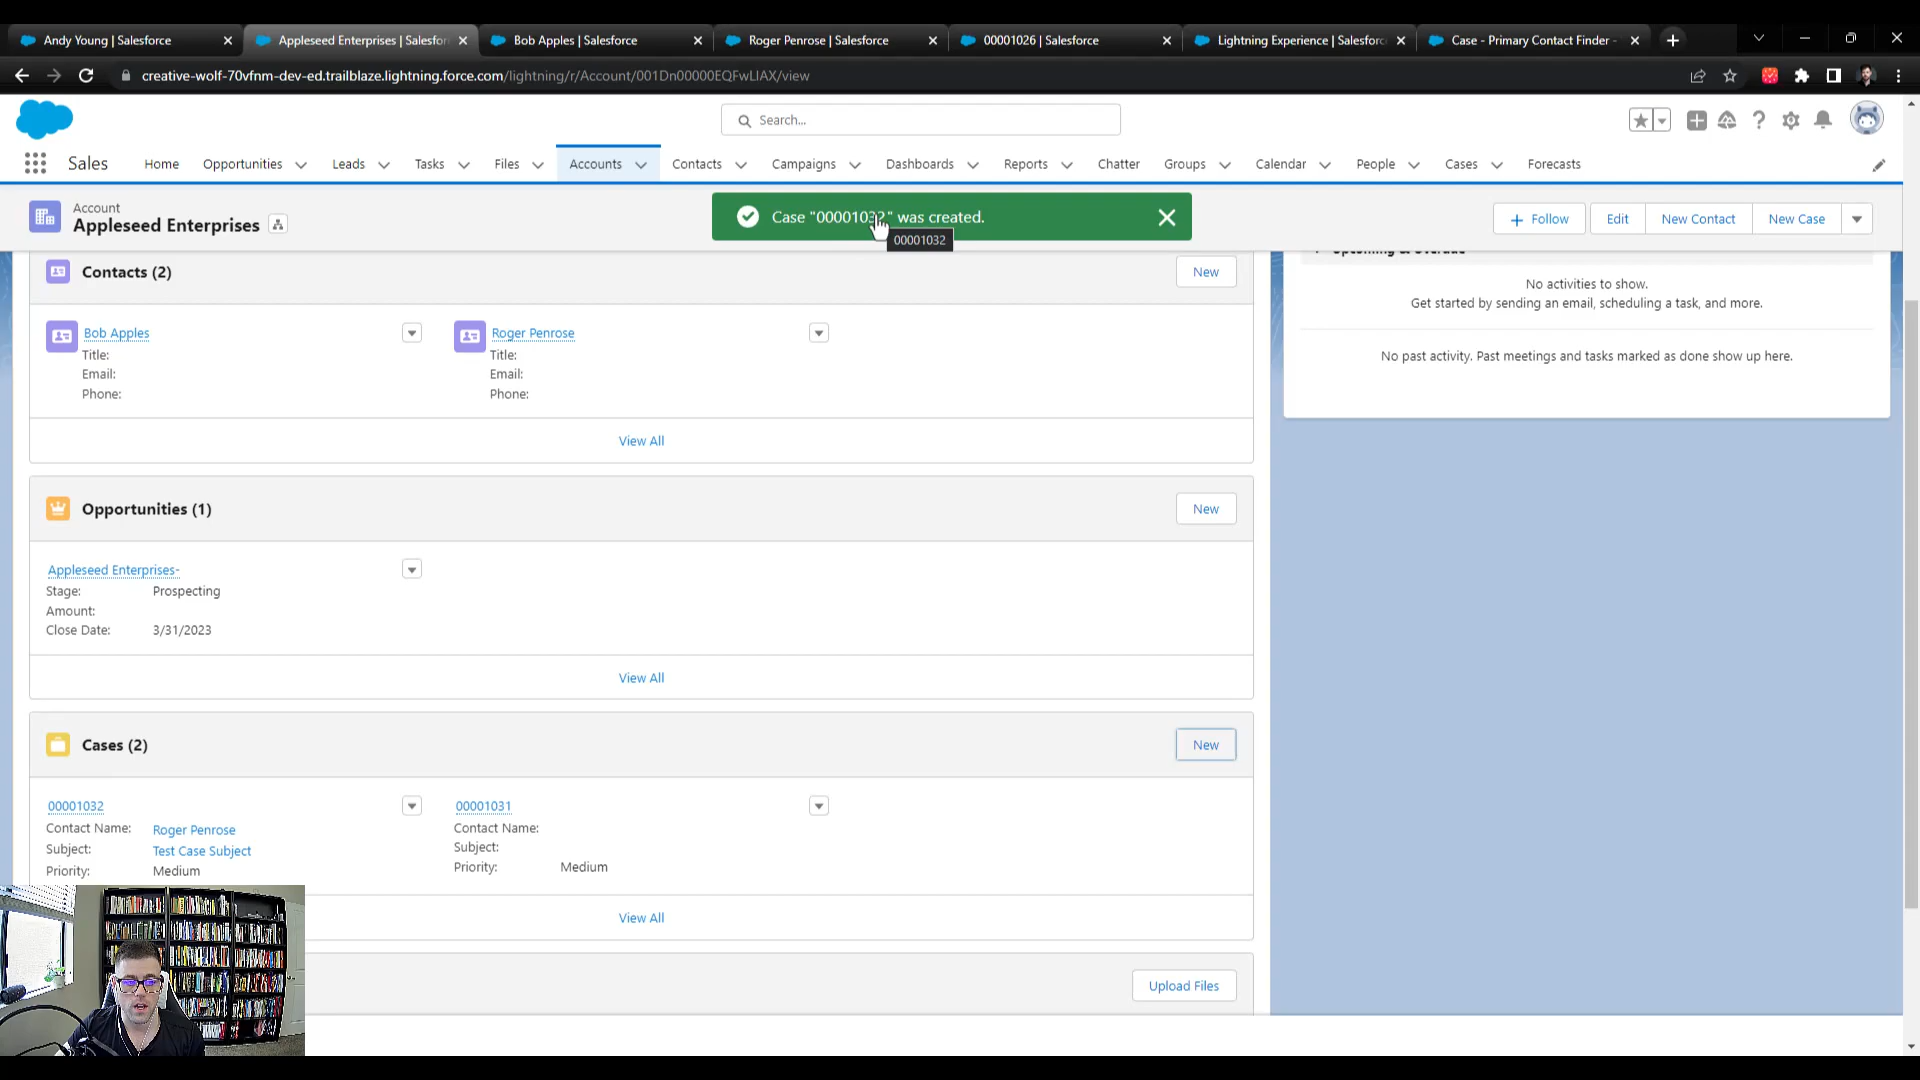 Andy Young | Salesforce
Appleseed Enterprises | Salesfor
Bob Apples | Salesforce
Roger Penrose | Salesforce
00001026 | Salesforce
Lightning Experience | Salesforc
Case - Primary Contact Finder -
creative-wolf-70vfnm-dev-ed.trailblaze.lightning.force.com/lightning/r/Account/001Dn00000EQFwLIAX/view
Search...
Sales
Home
Opportunities
Leads
Tasks
Files
Accounts
Contacts
Campaigns
Dashboards
Reports
Chatter
Groups
Calendar
People
Cases
Forecasts
Account
Appleseed Enterprises
Case "00001032" was created.
00001032
Follow
Edit
New Contact
New Case
Contacts (2)
New
Upcoming & Overdue
No activities to show.
Get started by sending an email, scheduling a task, and more.
No past activity. Past meetings and tasks marked as done show up here.
Bob Apples
Title:
Email:
Phone:
Roger Penrose
Title:
Email:
Phone:
View All
Opportunities (1)
New
Appleseed Enterprises-
Stage: Prospecting
Amount:
Close Date: 3/31/2023
View All
Cases (2)
New
00001032
Contact Name: Roger Penrose
Subject: Test Case Subject
Priority: Medium
00001031
Contact Name:
Subject:
Priority: Medium
View All
Upload Files